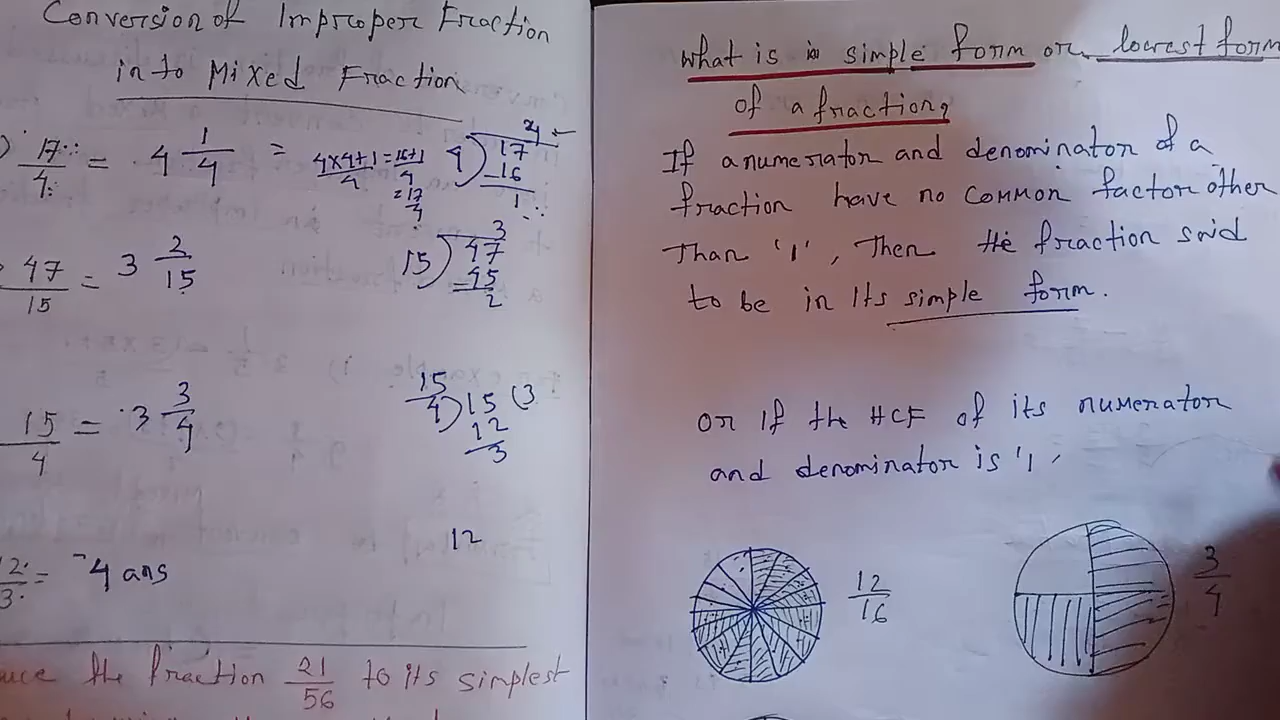 Conversion of Improper Fraction
in to Mixed Fraction
17/4 = 4 1/4 = 4×4+1/4 = 16+1/4 = 17/4
4 ) 17 4
-16
1
47/15 = 3 2/15
15 ) 47 3
45
2
15/4 = 3 3/4
15/4
4 ) 15 ( 3
12
3
12
12/3 = 4 ans
the fraction 21/56 to its simplest
what is in simple form or lowest form
of a fraction?
If a numerator and denominator of a
fraction have no common factor other
Than '1', Then the fraction said
to be in its simple form.
or if the HCF of its numerator
and denominator is '1'
12/16
3/4